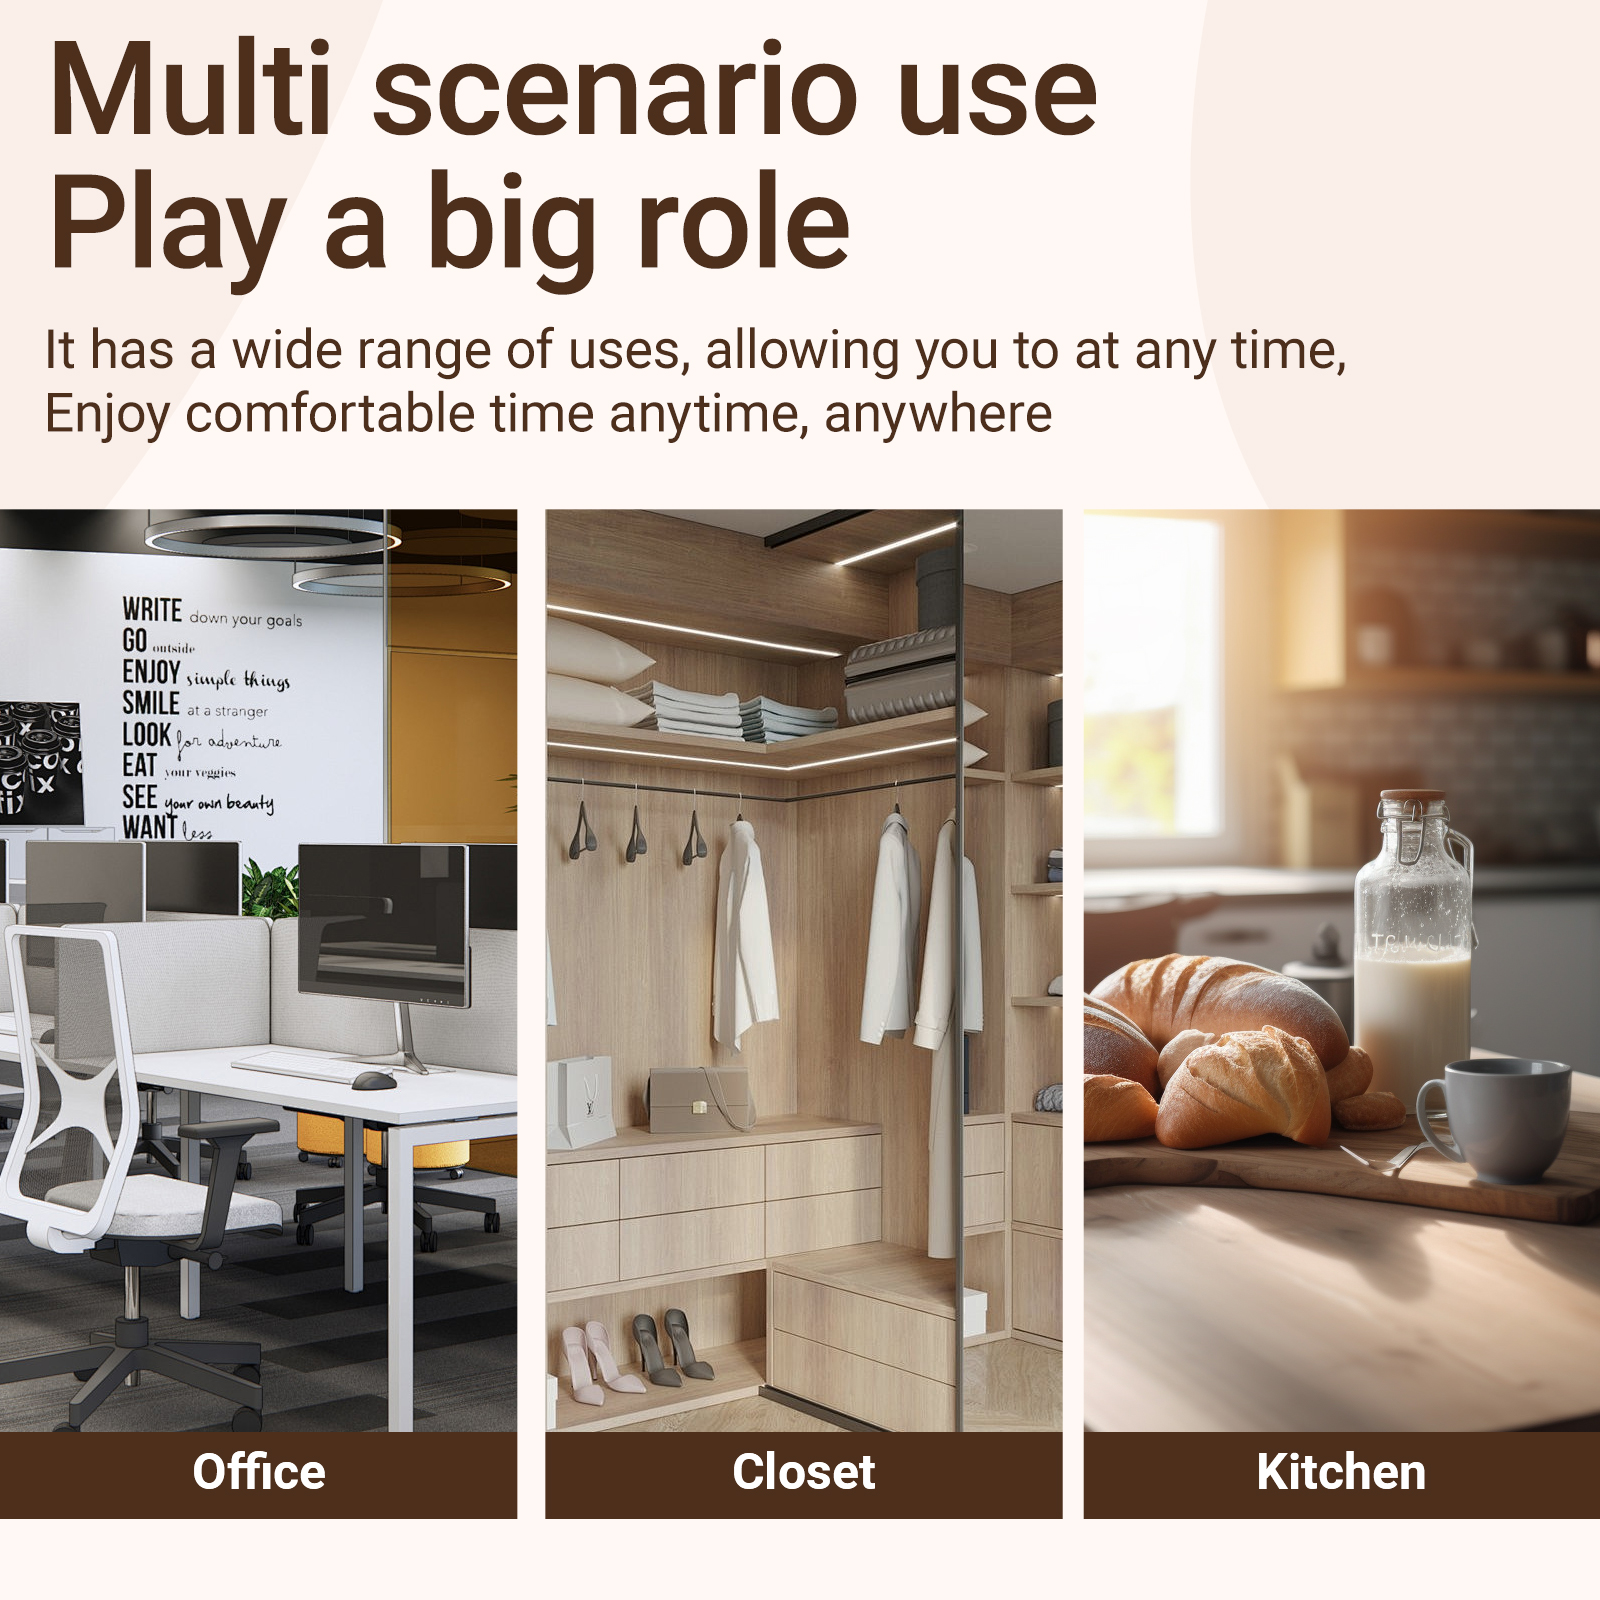 Multi scenario use
Play a big role
It has a wide range of uses, allowing you to at any time,
Enjoy comfortable time anytime, anywhere
WRITE down your goals
GO outside
ENJOY simple things
SMILE at a stranger
LOOK for adventure
EAT your veggies
SEE your own beauty
WANT less
Office
Closet
Kitchen